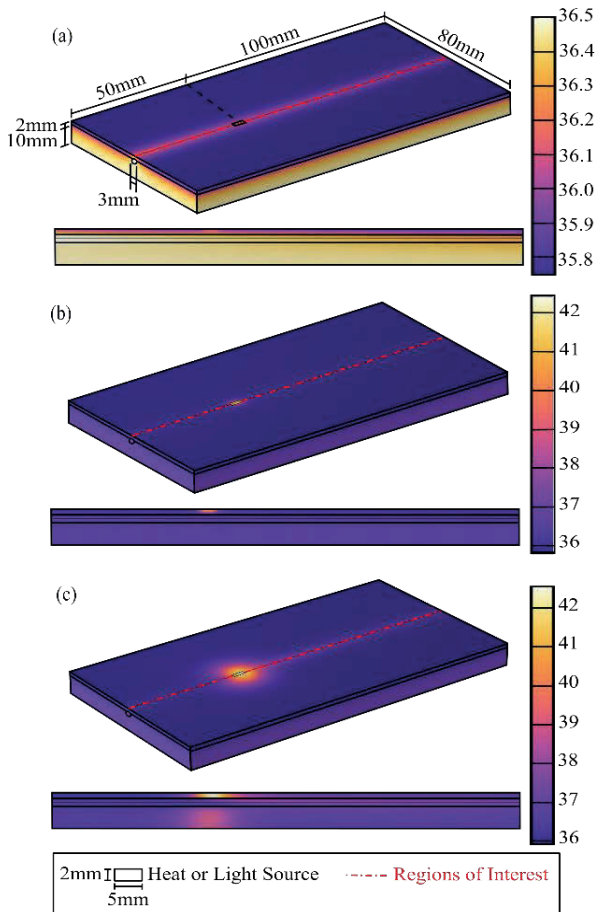 (a)
50mm
100mm
80mm
2mm
10mm
3mm
36.5
36.4
36.3
36.2
36.1
36.0
35.9
35.8
(b)
42
41
40
39
38
37
36
(c)
42
41
40
39
38
37
36
2mm
5mm
Heat or Light Source
Regions of Interest